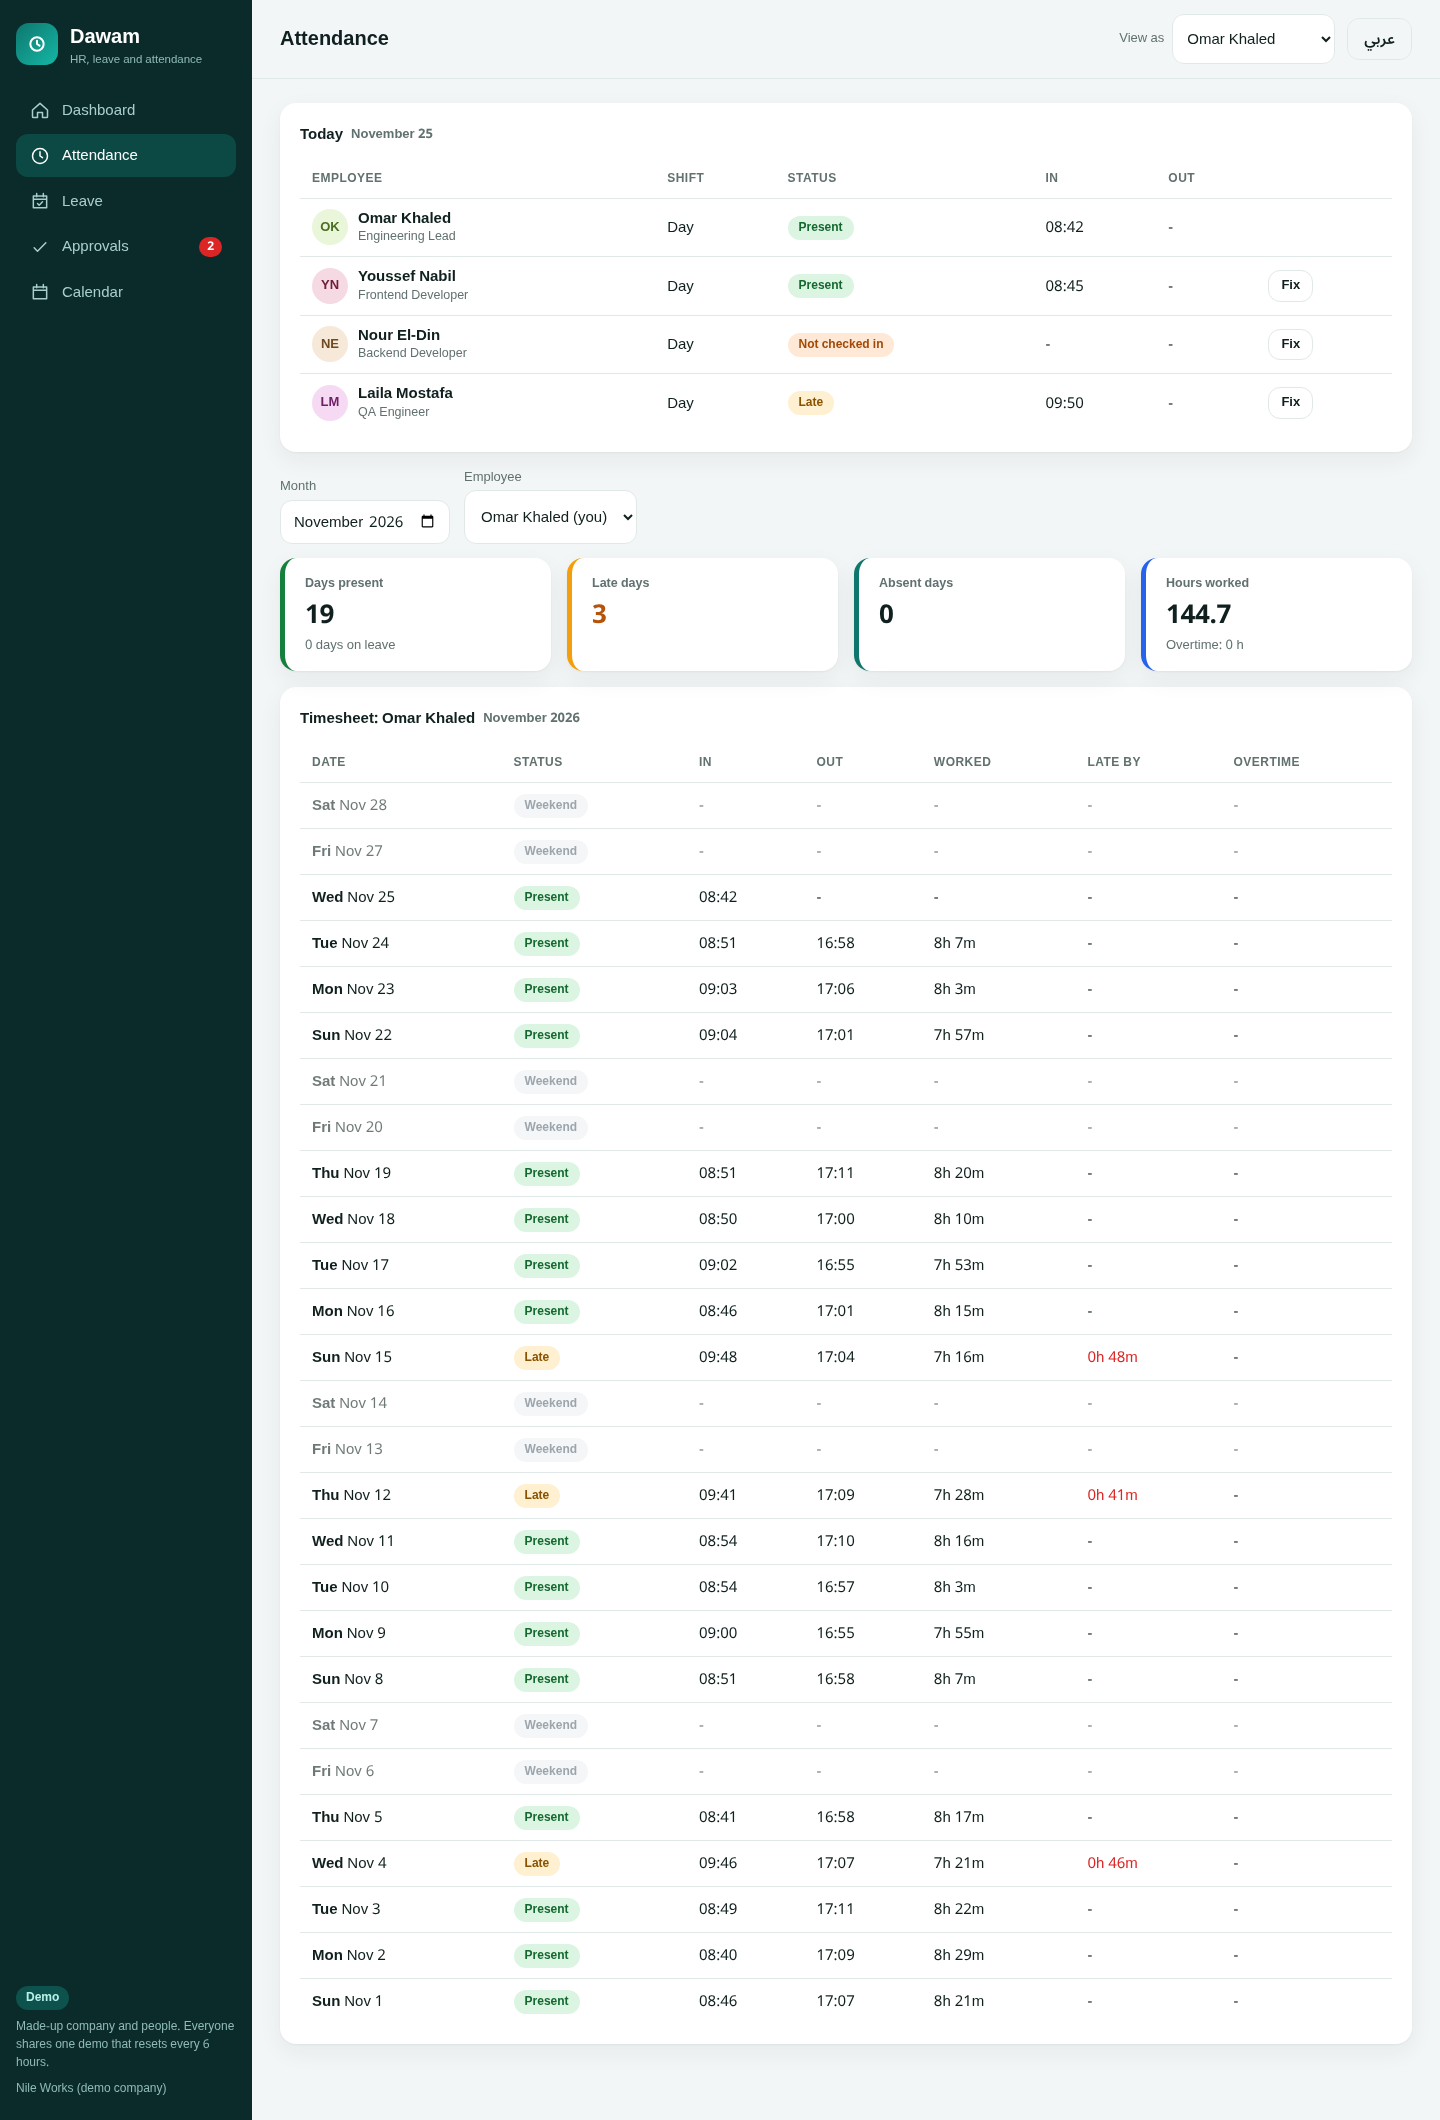 Dawam
HR, leave and attendance
Dashboard
Attendance
Leave
Approvals 2
Calendar
Demo
Made-up company and people. Everyone
shares one demo that resets every 6
hours.
Nile Works (demo company)
Attendance
View as Omar Khaled عربي
Today November 25
EMPLOYEE SHIFT STATUS IN OUT
OK Omar Khaled Day Present 08:42 -
Engineering Lead
YN Youssef Nabil Day Present 08:45 - Fix
Frontend Developer
NE Nour El-Din Day Not checked in - - Fix
Backend Developer
LM Laila Mostafa Day Late 09:50 - Fix
QA Engineer
Month Employee
November 2026 Omar Khaled (you)
Days present Late days Absent days Hours worked
19 3 0 144.7
0 days on leave Overtime: 0 h
Timesheet: Omar Khaled November 2026
DATE STATUS IN OUT WORKED LATE BY OVERTIME
Sat Nov 28 Weekend - - - - -
Fri Nov 27 Weekend - - - - -
Wed Nov 25 Present 08:42 - - - -
Tue Nov 24 Present 08:51 16:58 8h 7m - -
Mon Nov 23 Present 09:03 17:06 8h 3m - -
Sun Nov 22 Present 09:04 17:01 7h 57m - -
Sat Nov 21 Weekend - - - - -
Fri Nov 20 Weekend - - - - -
Thu Nov 19 Present 08:51 17:11 8h 20m - -
Wed Nov 18 Present 08:50 17:00 8h 10m - -
Tue Nov 17 Present 09:02 16:55 7h 53m - -
Mon Nov 16 Present 08:46 17:01 8h 15m - -
Sun Nov 15 Late 09:48 17:04 7h 16m 0h 48m -
Sat Nov 14 Weekend - - - - -
Fri Nov 13 Weekend - - - - -
Thu Nov 12 Late 09:41 17:09 7h 28m 0h 41m -
Wed Nov 11 Present 08:54 17:10 8h 16m - -
Tue Nov 10 Present 08:54 16:57 8h 3m - -
Mon Nov 9 Present 09:00 16:55 7h 55m - -
Sun Nov 8 Present 08:51 16:58 8h 7m - -
Sat Nov 7 Weekend - - - - -
Fri Nov 6 Weekend - - - - -
Thu Nov 5 Present 08:41 16:58 8h 17m - -
Wed Nov 4 Late 09:46 17:07 7h 21m 0h 46m -
Tue Nov 3 Present 08:49 17:11 8h 22m - -
Mon Nov 2 Present 08:40 17:09 8h 29m - -
Sun Nov 1 Present 08:46 17:07 8h 21m - -